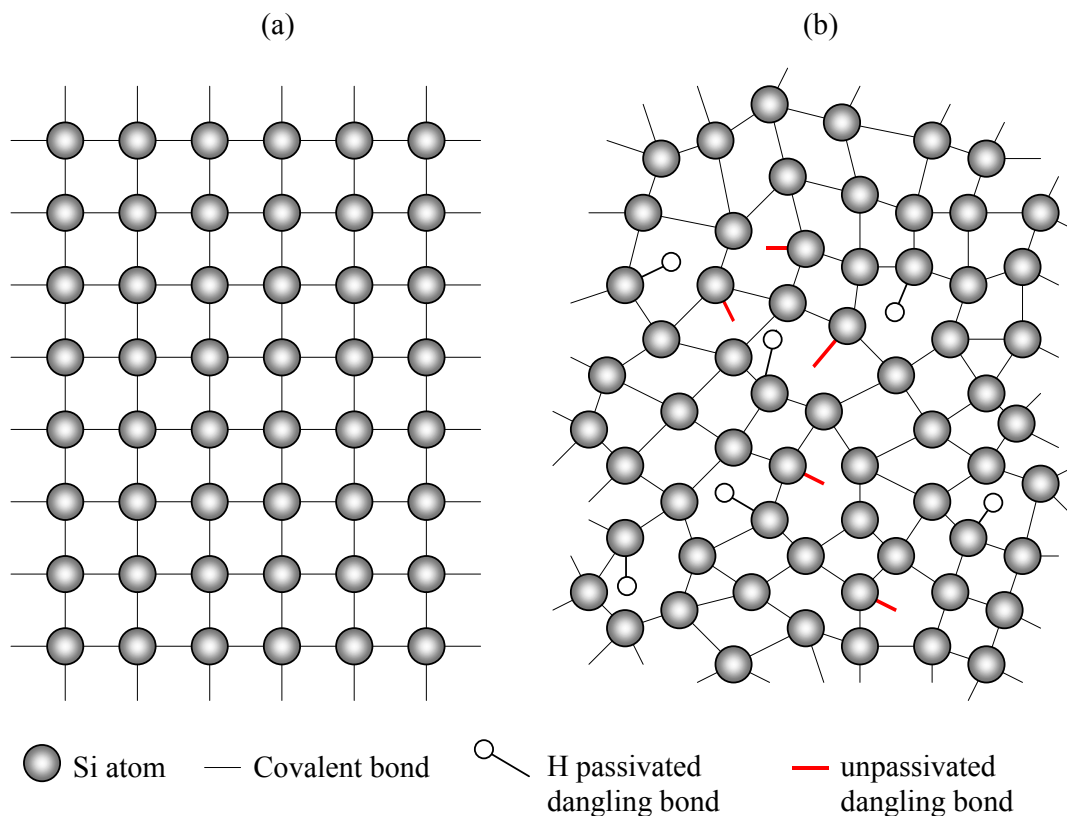 (a)
(b)
Si atom
Covalent bond
H passivated
dangling bond
unpassivated
dangling bond